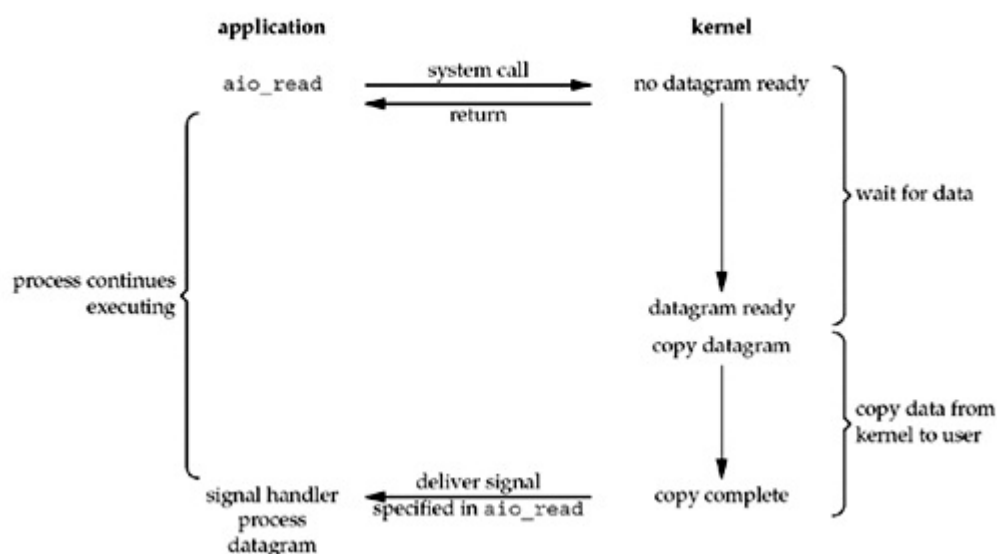 application
kernel
aio_read
system call
no datagram ready
return
wait for data
process continues
executing
datagram ready
copy datagram
copy data from
kernel to user
deliver signal
specified in aio_read
copy complete
signal handler
process
datagram